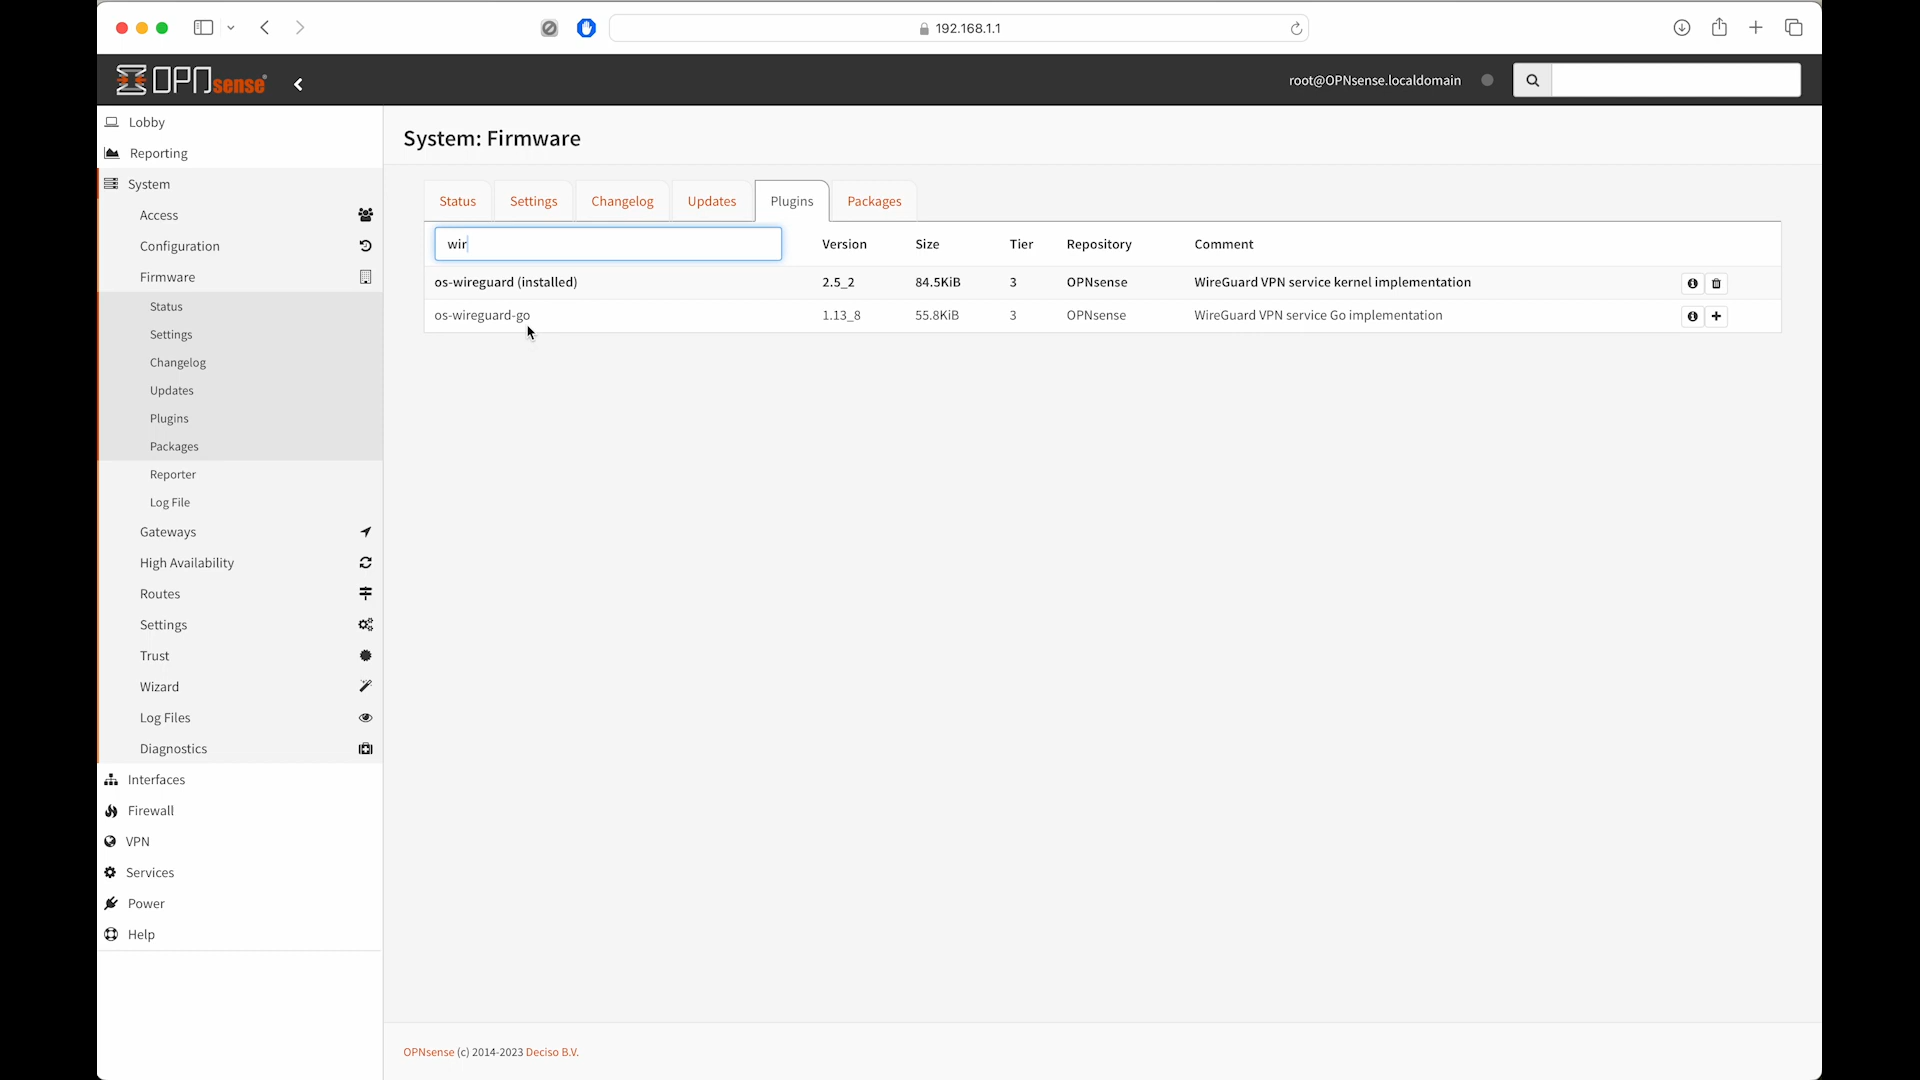 192.168.1.1
OPNsense
root@OPNsense.localdomain
Lobby
Reporting
System
Access
Configuration
Firmware
Status
Settings
Changelog
Updates
Plugins
Packages
Reporter
Log File
Gateways
High Availability
Routes
Settings
Trust
Wizard
Log Files
Diagnostics
Interfaces
Firewall
VPN
Services
Power
Help
System: Firmware
Status Settings Changelog Updates Plugins Packages
wir Version Size Tier Repository Comment
os-wireguard (installed) 2.5_2 84.5KiB 3 OPNsense WireGuard VPN service kernel implementation
os-wireguard-go 1.13_8 55.8KiB 3 OPNsense WireGuard VPN service Go implementation
OPNsense (c) 2014-2023 Deciso B.V.